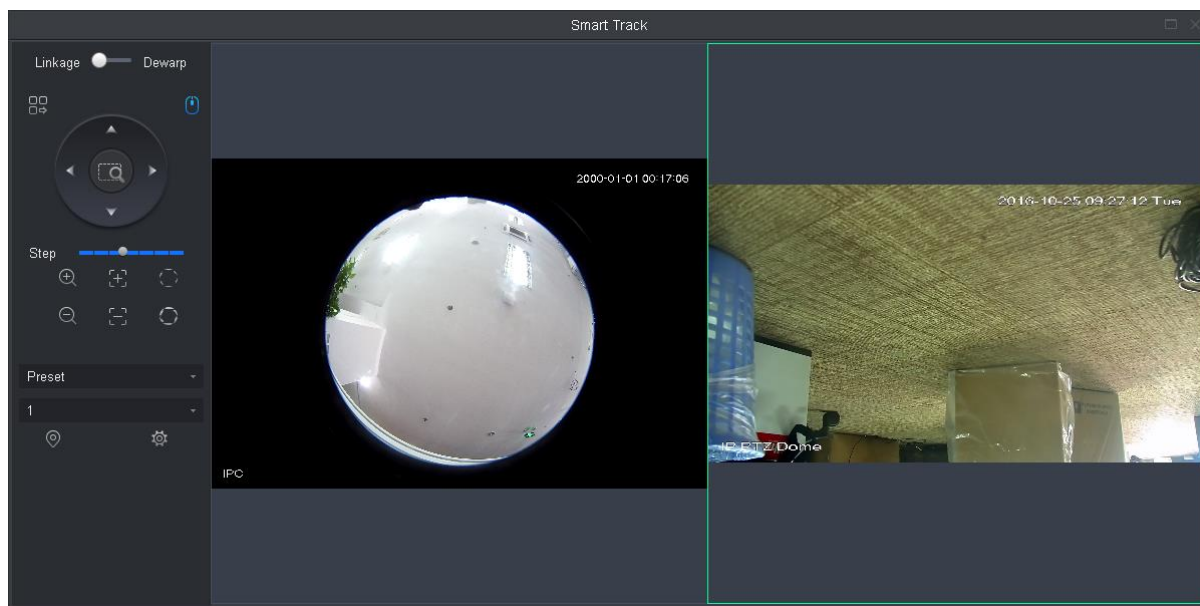 Smart Track
Linkage
Dewarp
Step
Preset
1
2000-01-01 00:17:06
IPC
2016-10-25 09:27:12 Tue
IP PTZ Dome